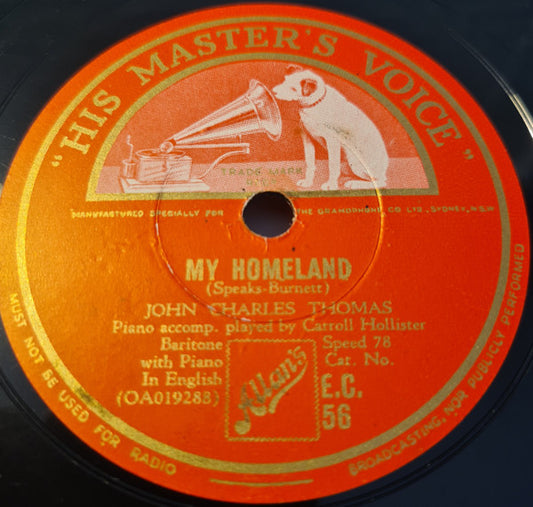 "HIS MASTER'S VOICE"
TRADE MARK
MANUFACTURED SPECIALLY FOR THE GRAMOPHONE CO LTD., SYDNEY, N.S.W
MY HOMELAND
(Speaks-Burnett)
JOHN CHARLES THOMAS
Piano accomp. played by Carroll Hollister
Baritone Speed 78
with Piano Cat. No.
In English E.C.
(OA019288) 56
Allan's
MUST NOT BE USED FOR RADIO BROADCASTING, NOR PUBLICLY PERFORMED